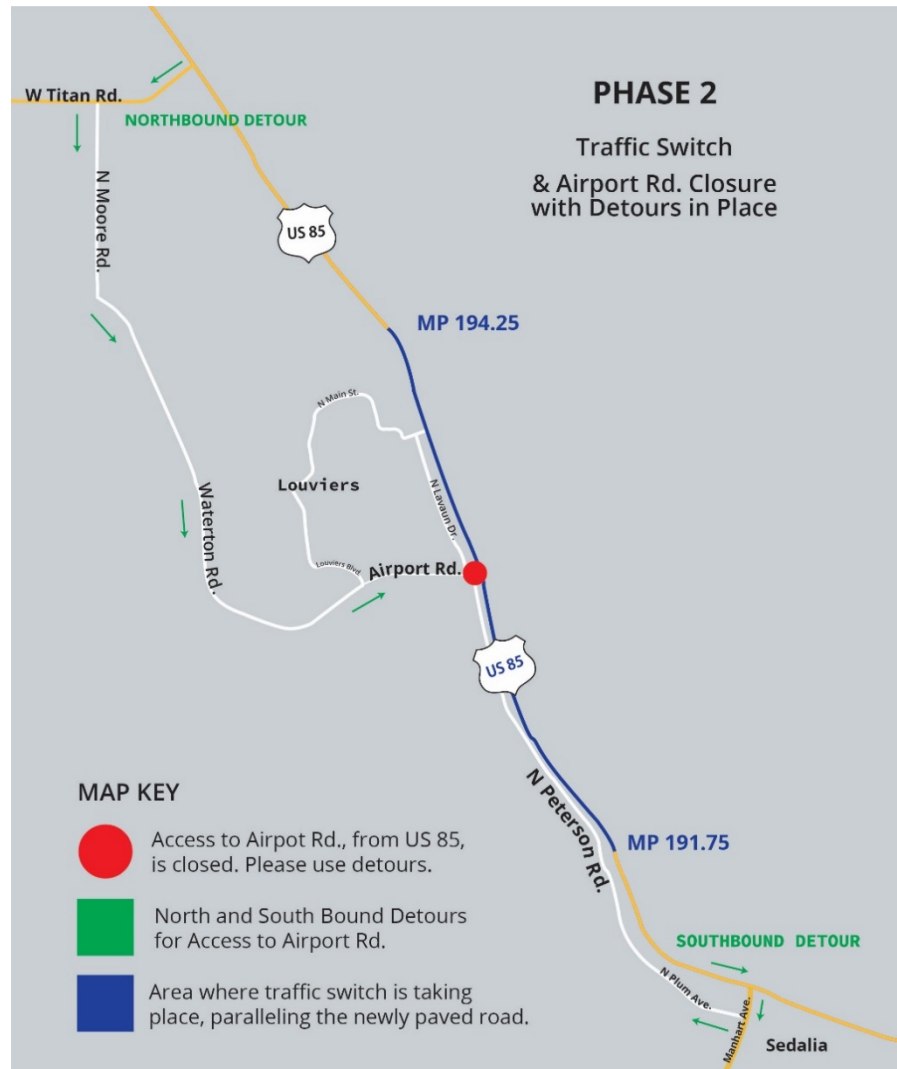 PHASE 2
Traffic Switch
& Airport Rd. Closure
with Detours in Place
W Titan Rd.
NORTHBOUND DETOUR
N Moore Rd.
US 85
MP 194.25
N Main St.
Louviers
N Lavaun Dr.
Waterton Rd.
Louviers Blvd
Airport Rd.
US 85
N Peterson Rd.
MP 191.75
MAP KEY
Access to Airpot Rd., from US 85,
is closed. Please use detours.
North and South Bound Detours
for Access to Airport Rd.
Area where traffic switch is taking
place, paralleling the newly paved road.
SOUTHBOUND DETOUR
N Plum Ave.
Manhart Ave.
Sedalia